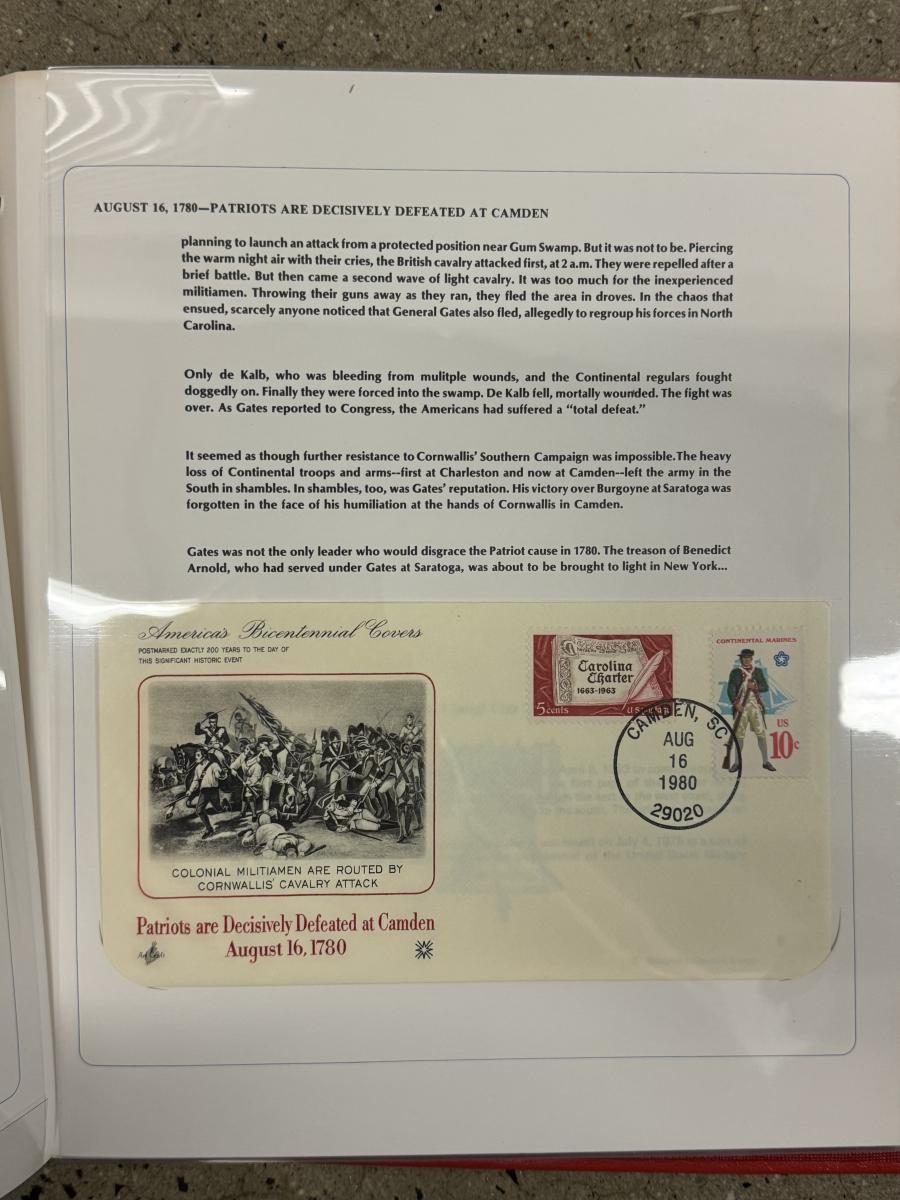 AUGUST 16, 1780—PATRIOTS ARE DECISIVELY DEFEATED AT CAMDEN
planning to launch an attack from a protected position near Gum Swamp. But it was not to be. Piercing
the warm night air with their cries, the British cavalry attacked first, at 2 a.m. They were repelled after a
brief battle. But then came a second wave of light cavalry. It was too much for the inexperienced
militiamen. Throwing their guns away as they ran, they fled the area in droves. In the chaos that
ensued, scarcely anyone noticed that General Gates also fled, allegedly to regroup his forces in North
Carolina.
Only de Kalb, who was bleeding from mulitple wounds, and the Continental regulars fought
doggedly on. Finally they were forced into the swamp. De Kalb fell, mortally wounded. The fight was
over. As Gates reported to Congress, the Americans had suffered a “total defeat.”
It seemed as though further resistance to Cornwallis’ Southern Campaign was impossible.The heavy
loss of Continental troops and arms--first at Charleston and now at Camden--left the army in the
South in shambles. In shambles, too, was Gates’ reputation. His victory over Burgoyne at Saratoga was
forgotten in the face of his humiliation at the hands of Cornwallis in Camden.
Gates was not the only leader who would disgrace the Patriot cause in 1780. The treason of Benedict
Arnold, who had served under Gates at Saratoga, was about to be brought to light in New York...
America's Bicentennial Covers
POSTMARKED EXACTLY 200 YEARS TO THE DAY OF
THIS SIGNIFICANT HISTORIC EVENT
COLONIAL MILITIAMEN ARE ROUTED BY
CORNWALLIS' CAVALRY ATTACK
Patriots are Decisively Defeated at Camden
August 16, 1780
Carolina
Charter
1663-1963
5 cents
CONTINENTAL MARINES
US
10c
CAMDEN, SC
AUG
16
1980
29020